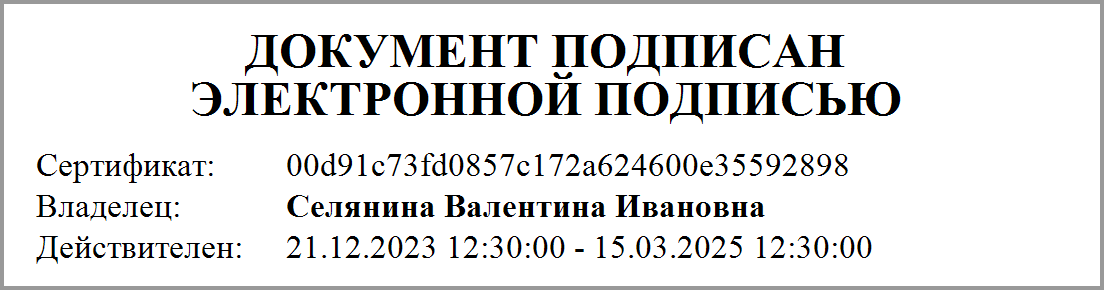 ДОКУМЕНТ ПОДПИСАН
ЭЛЕКТРОННОЙ ПОДПИСЬЮ
Сертификат: 00d91c73fd0857c172a624600e35592898
Владелец: Селянина Валентина Ивановна
Действителен: 21.12.2023 12:30:00 - 15.03.2025 12:30:00